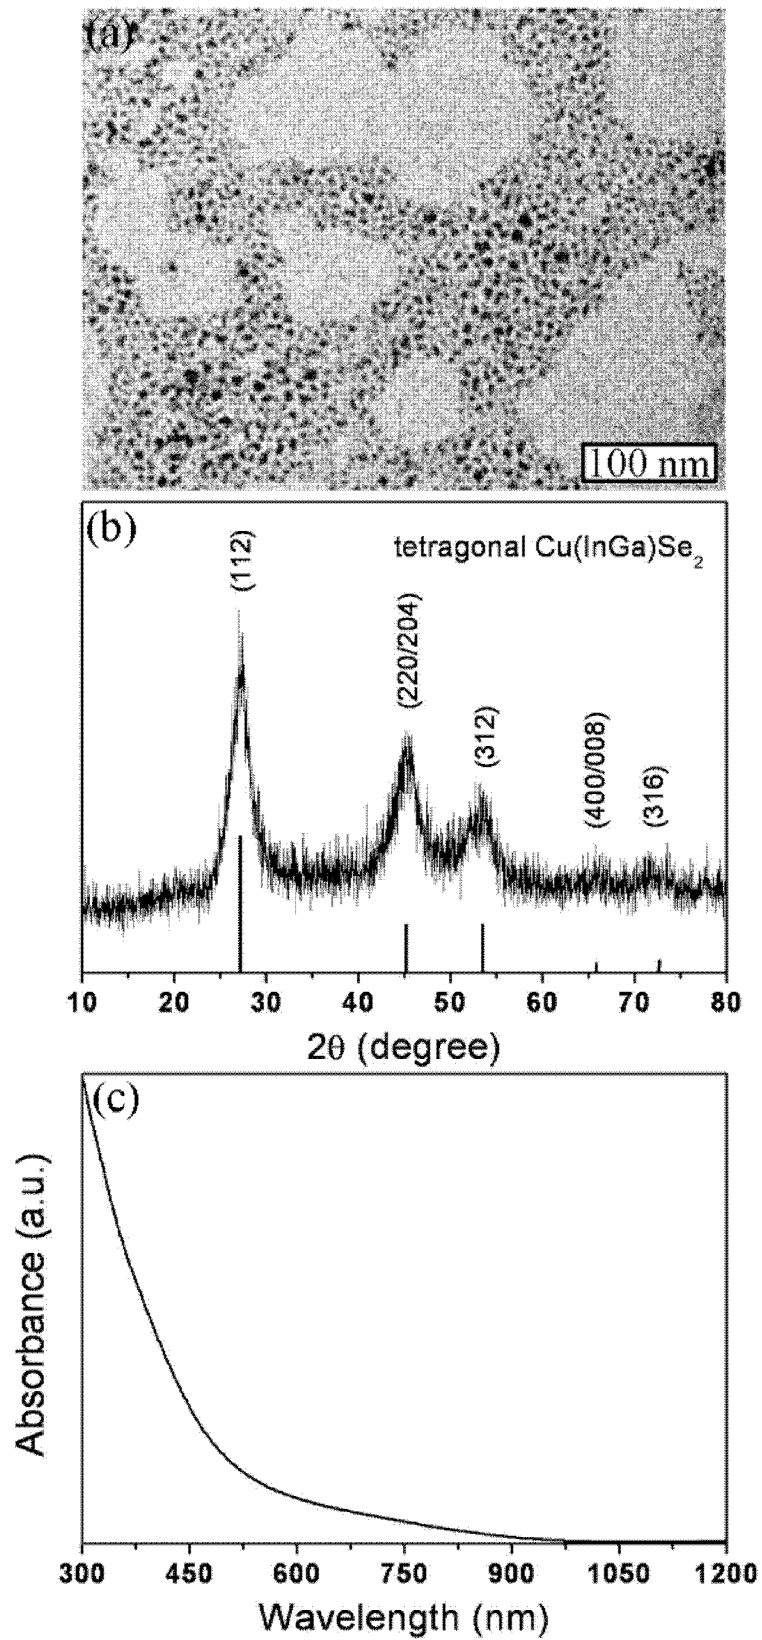 (a)
100 nm
(b)
tetragonal Cu(InGa)Se₂
(112)
(220/204)
(312)
(400/008)
(316)
10 20 30 40 50 60 70 80
2θ (degree)
(c)
Absorbance (a.u.)
300 450 600 750 900 1050 1200
Wavelength (nm)